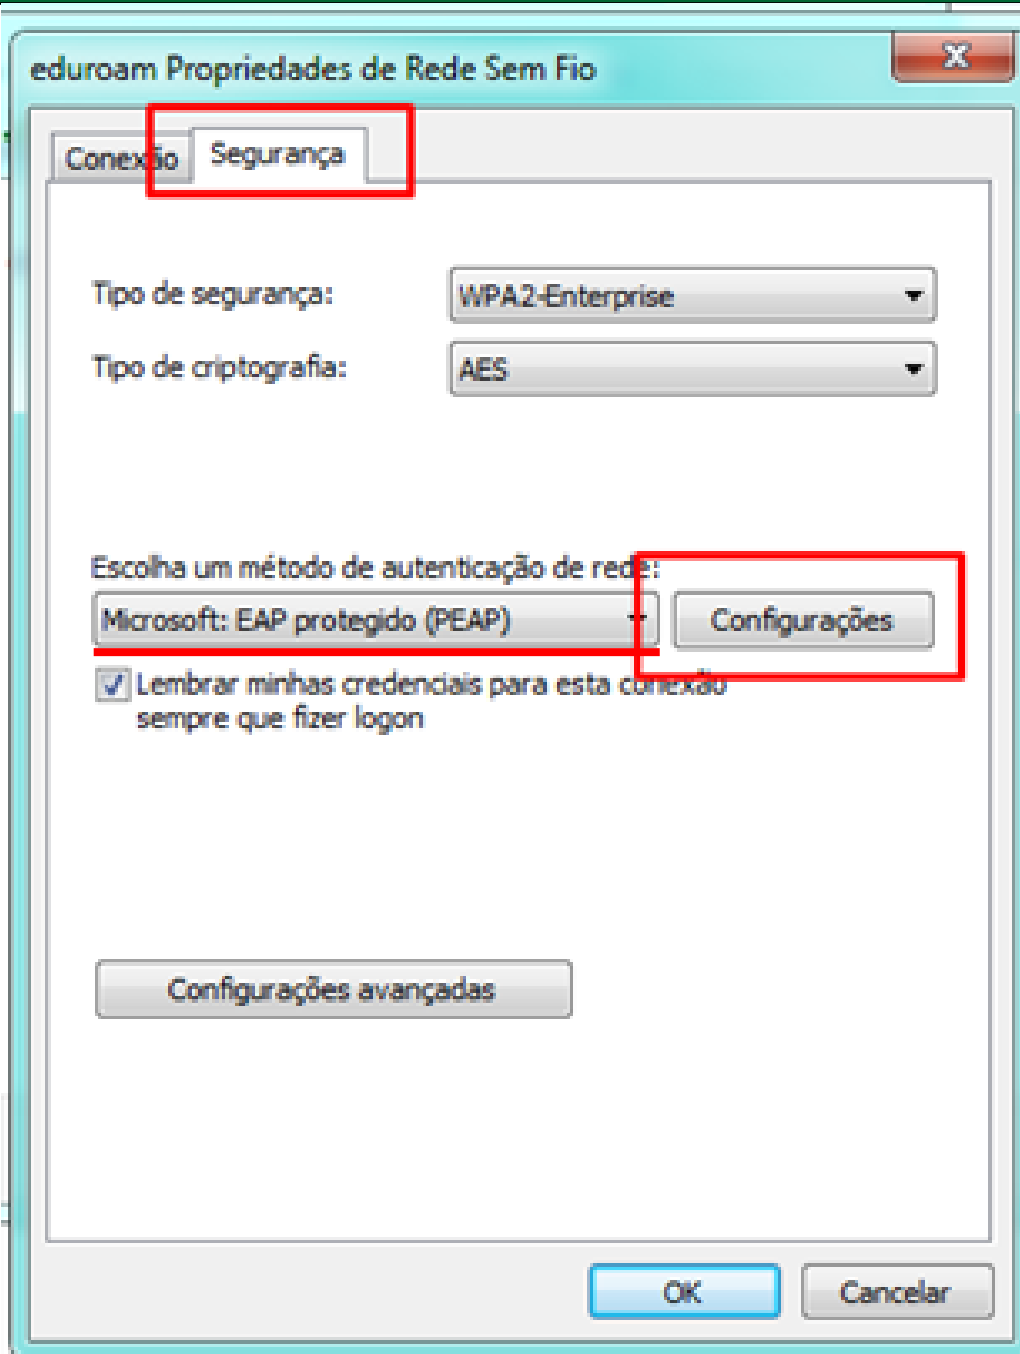 eduroam Propriedades de Rede Sem Fio
Conexão Segurança
Tipo de segurança: WPA2-Enterprise
Tipo de criptografia: AES
Escolha um método de autenticação de rede:
Microsoft: EAP protegido (PEAP) Configurações
Lembrar minhas credenciais para esta conexão
sempre que fizer logon
Configurações avançadas
OK Cancelar